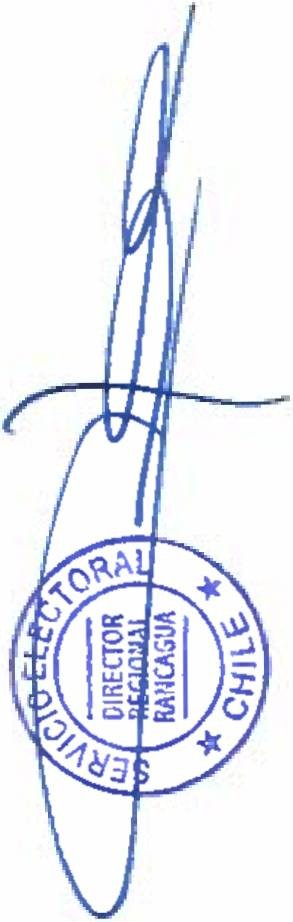 SERVICIO ELECTORAL
DIRECTOR
REGIONAL
RANCAGUA
★ CHILE ★